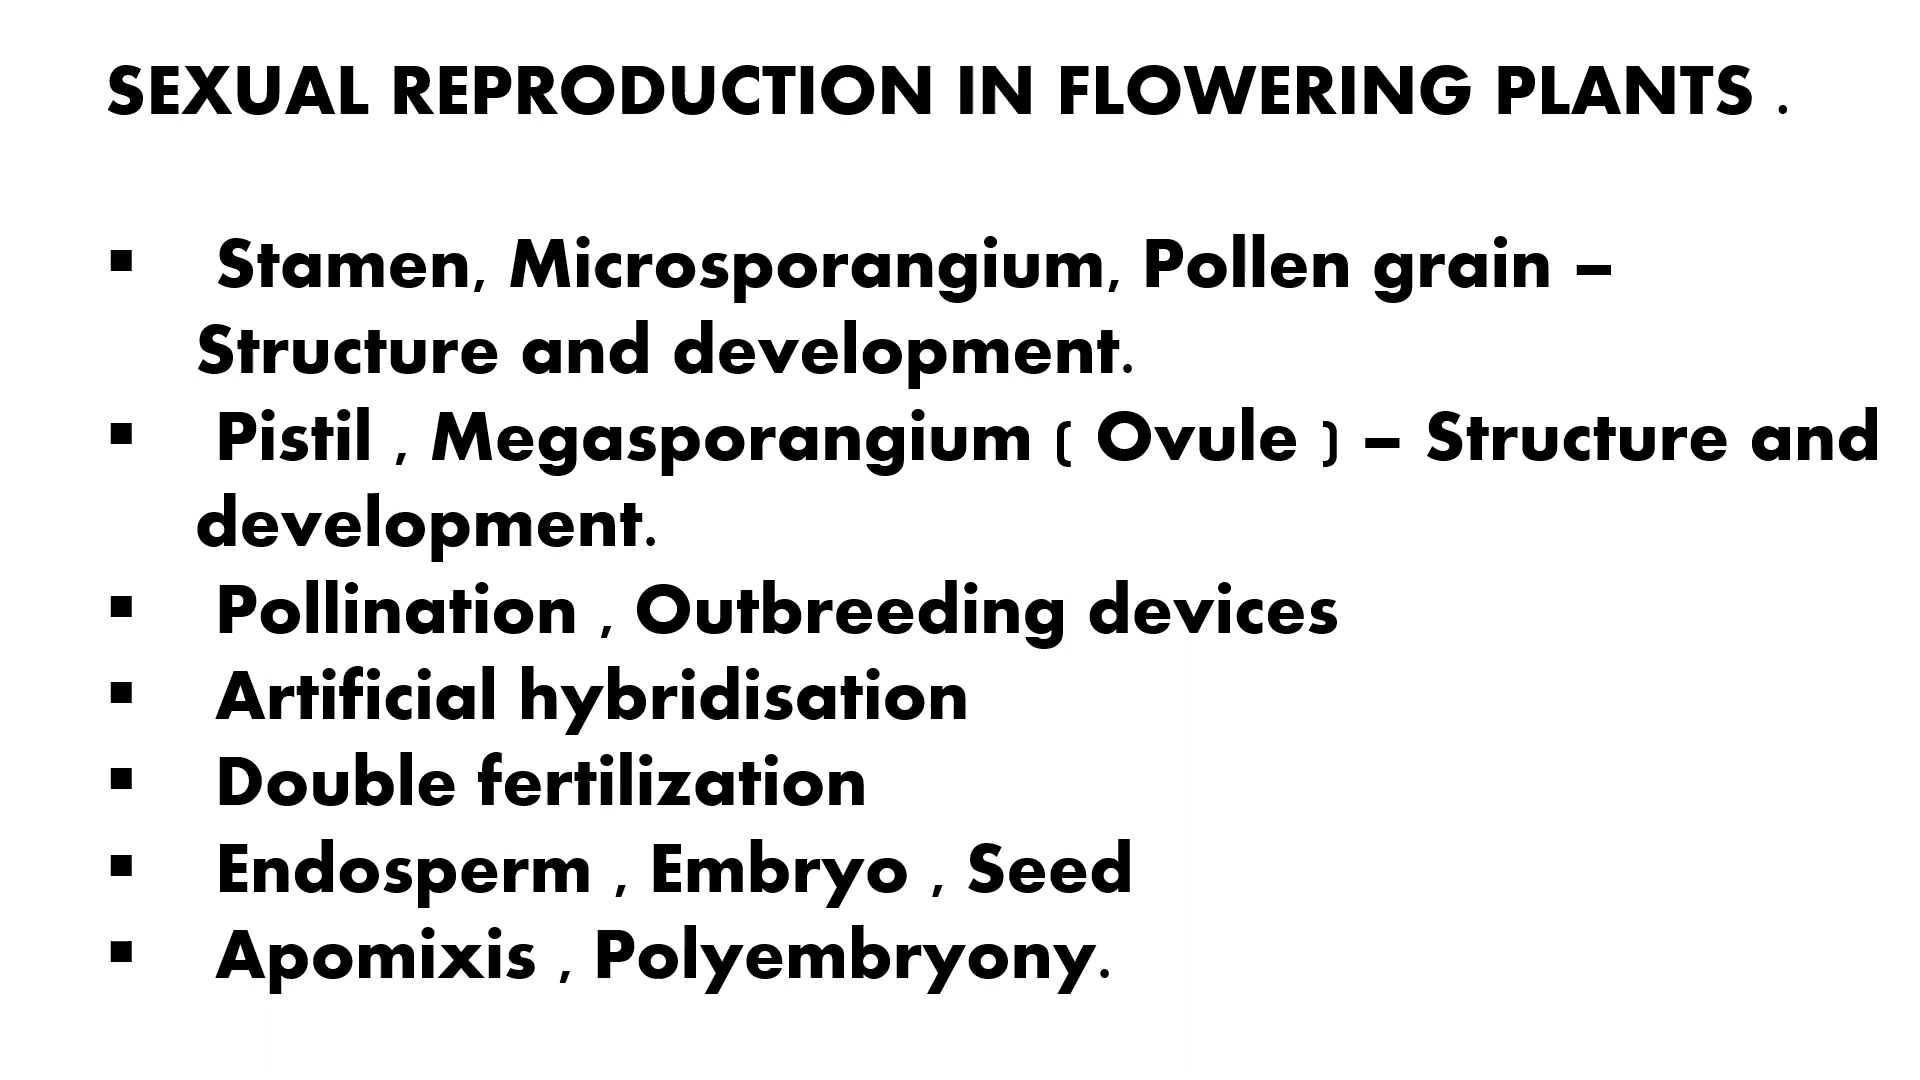 SEXUAL REPRODUCTION IN FLOWERING PLANTS .
▪ Stamen, Microsporangium, Pollen grain –
Structure and development.
▪ Pistil , Megasporangium ( Ovule ) – Structure and
development.
▪ Pollination , Outbreeding devices
▪ Artificial hybridisation
▪ Double fertilization
▪ Endosperm , Embryo , Seed
▪ Apomixis , Polyembryony.